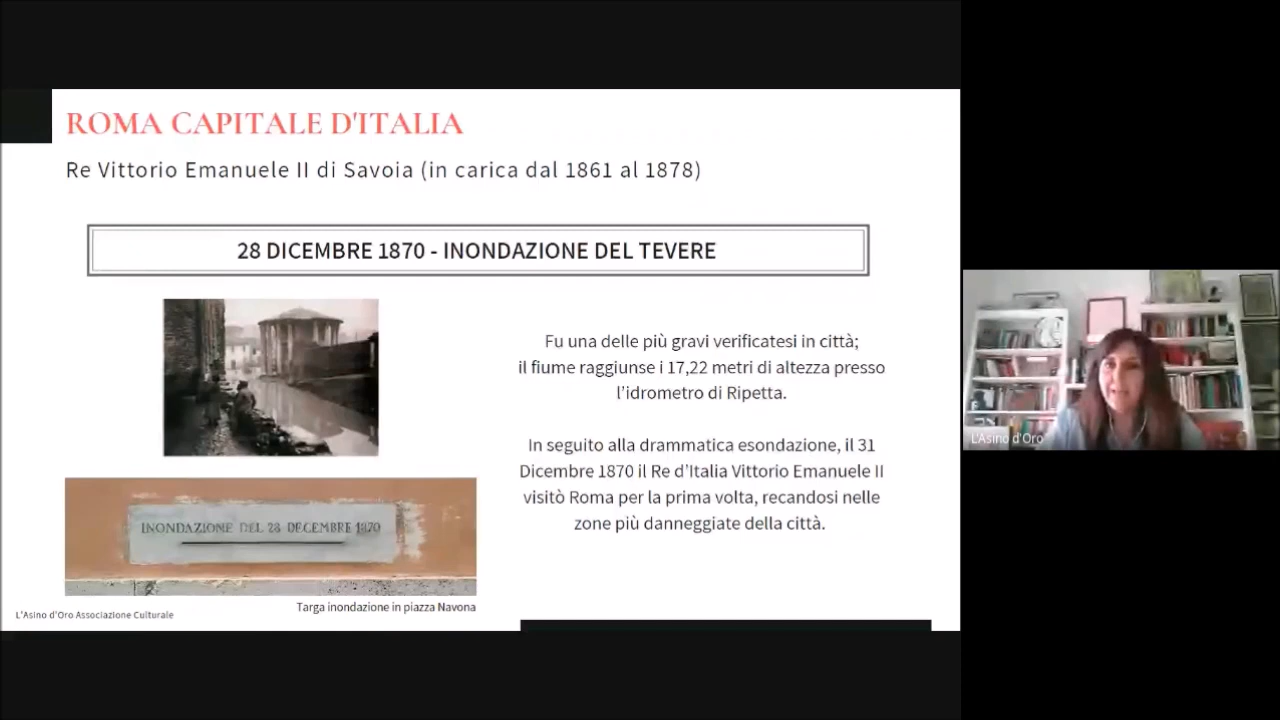 ROMA CAPITALE D'ITALIA
Re Vittorio Emanuele II di Savoia (in carica dal 1861 al 1878)
28 DICEMBRE 1870 - INONDAZIONE DEL TEVERE
Fu una delle più gravi verificatesi in città;
il fiume raggiunse i 17,22 metri di altezza presso
l'idrometro di Ripetta.
In seguito alla drammatica esondazione, il 31
Dicembre 1870 il Re d'Italia Vittorio Emanuele II
visitò Roma per la prima volta, recandosi nelle
zone più danneggiate della città.
INONDAZIONE DEL 28 DECEMBRE 1870
Targa inondazione in piazza Navona
L'Asino d'Oro Associazione Culturale
L'Asino d'Oro